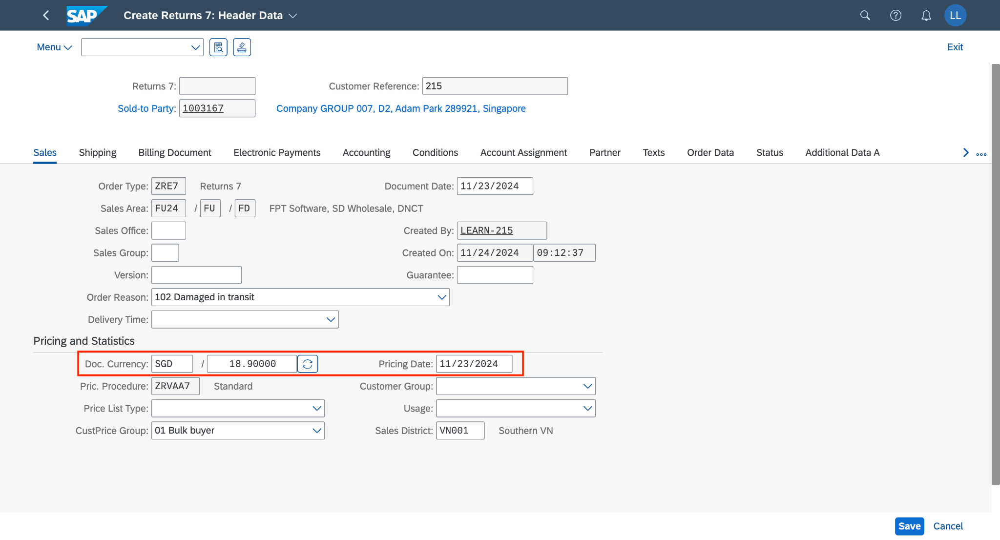 SAP Create Returns 7: Header Data LL
Menu Exit
Returns 7: Customer Reference: 215
Sold-to Party: 1003167 Company GROUP 007, D2, Adam Park 289921, Singapore
Sales Shipping Billing Document Electronic Payments Accounting Conditions Account Assignment Partner Texts Order Data Status Additional Data A
Order Type: ZRE7 Returns 7 Document Date: 11/23/2024
Sales Area: FU24 / FU / FD FPT Software, SD Wholesale, DNCT
Sales Office: Created By: LEARN-215
Sales Group: Created On: 11/24/2024 09:12:37
Version: Guarantee:
Order Reason: 102 Damaged in transit
Delivery Time:
Pricing and Statistics
Doc. Currency: SGD / 18.90000 Pricing Date: 11/23/2024
Pric. Procedure: ZRVAA7 Standard Customer Group:
Price List Type: Usage:
CustPrice Group: 01 Bulk buyer Sales District: VN001 Southern VN
Save Cancel